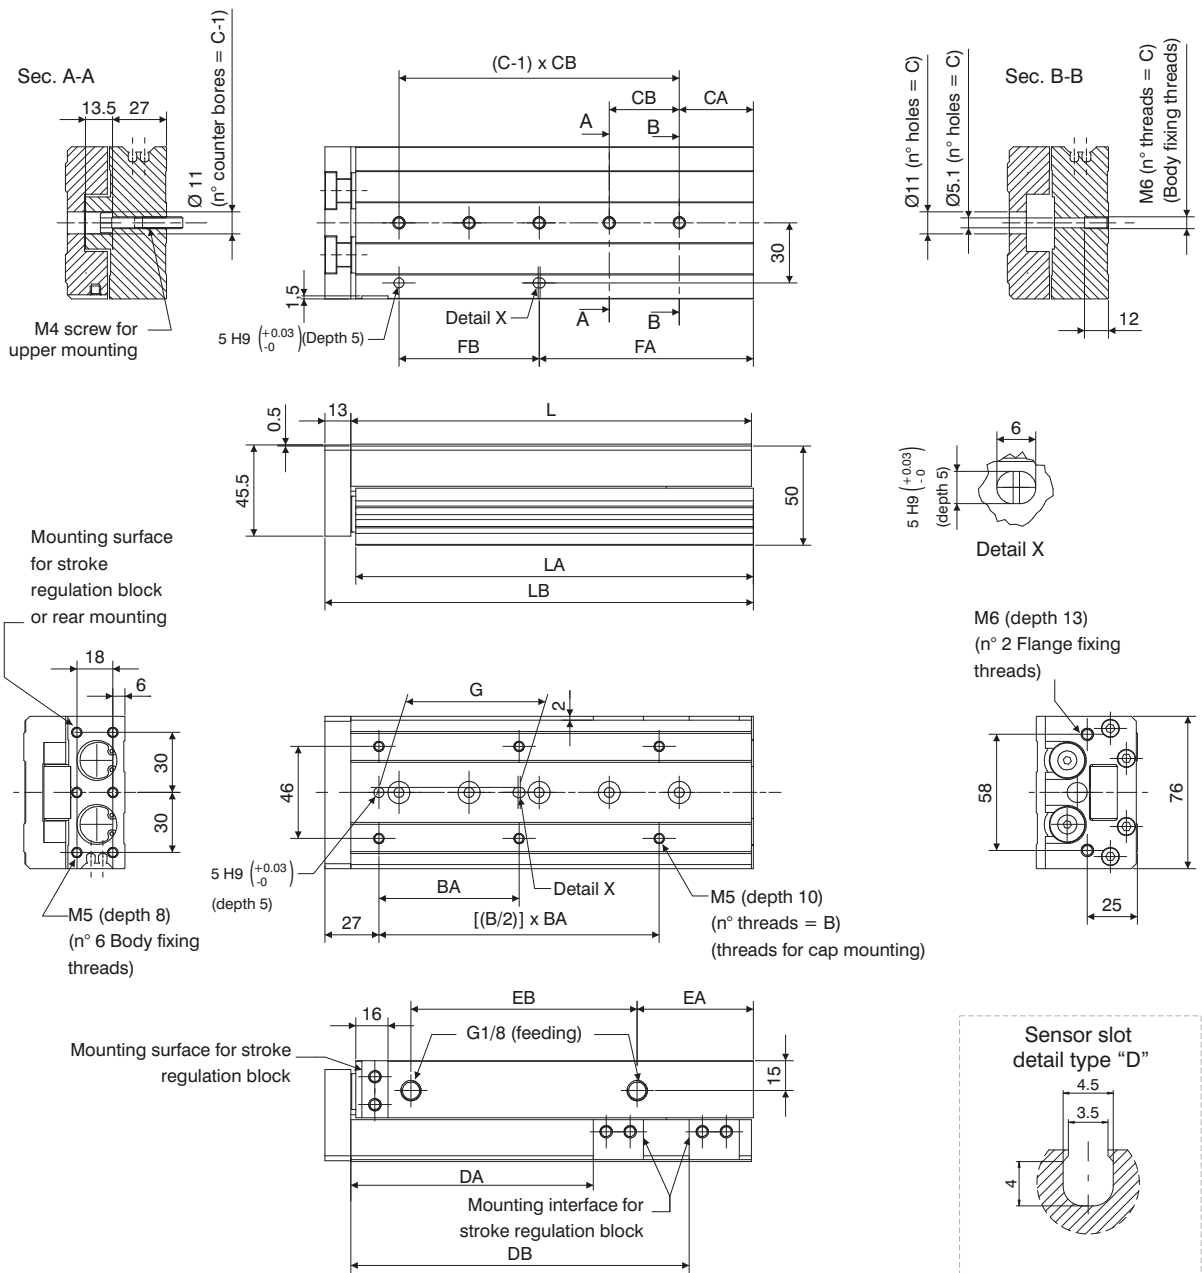 Sec. A-A
13.5
27
Ø 11
(n° counter bores = C-1)
M4 screw for
upper mounting
(C-1) x CB
CB
CA
A
B
30
1,5
Detail X
A
B
5 H9 (+0.03 -0) (Depth 5)
FB
FA
Sec. B-B
Ø11 (n° holes = C)
Ø5.1 (n° holes = C)
M6 (n° threads = C)
(Body fixing threads)
12
0.5
13
L
45.5
50
LA
LB
6
5 H9 (+0.03 -0)
(depth 5)
Detail X
Mounting surface
for stroke
regulation block
or rear mounting
18
6
30
30
M5 (depth 8)
(n° 6 Body fixing
threads)
G
2
46
5 H9 (+0.03 -0)
(depth 5)
BA
Detail X
27
[(B/2)] x BA
M5 (depth 10)
(n° threads = B)
(threads for cap mounting)
M6 (depth 13)
(n° 2 Flange fixing
threads)
58
76
25
EB
EA
16
G1/8 (feeding)
Mounting surface for stroke
regulation block
15
DA
Mounting interface for
stroke regulation block
DB
Sensor slot
detail type “D”
4.5
3.5
4